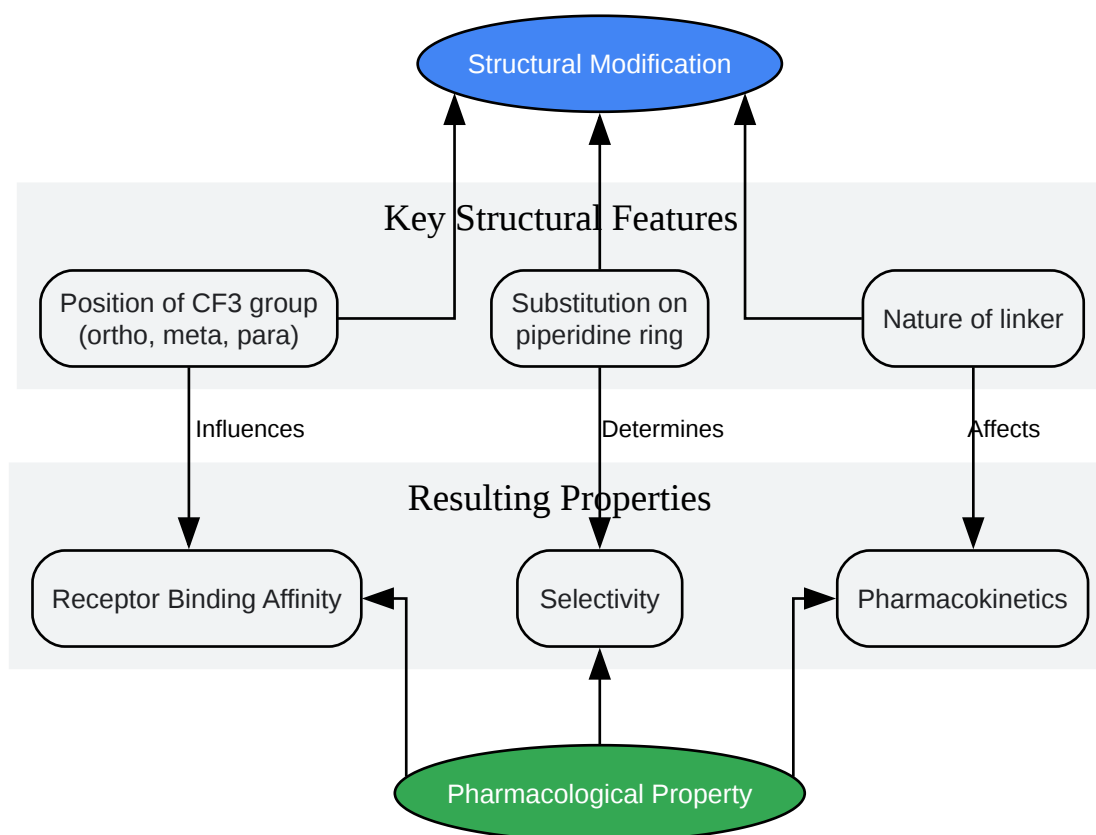 Structural Modification
Key Structural Features
Position of CF3 group
(ortho, meta, para)
Substitution on
piperidine ring
Nature of linker
Influences
Determines
Affects
Resulting Properties
Receptor Binding Affinity
Selectivity
Pharmacokinetics
Pharmacological Property